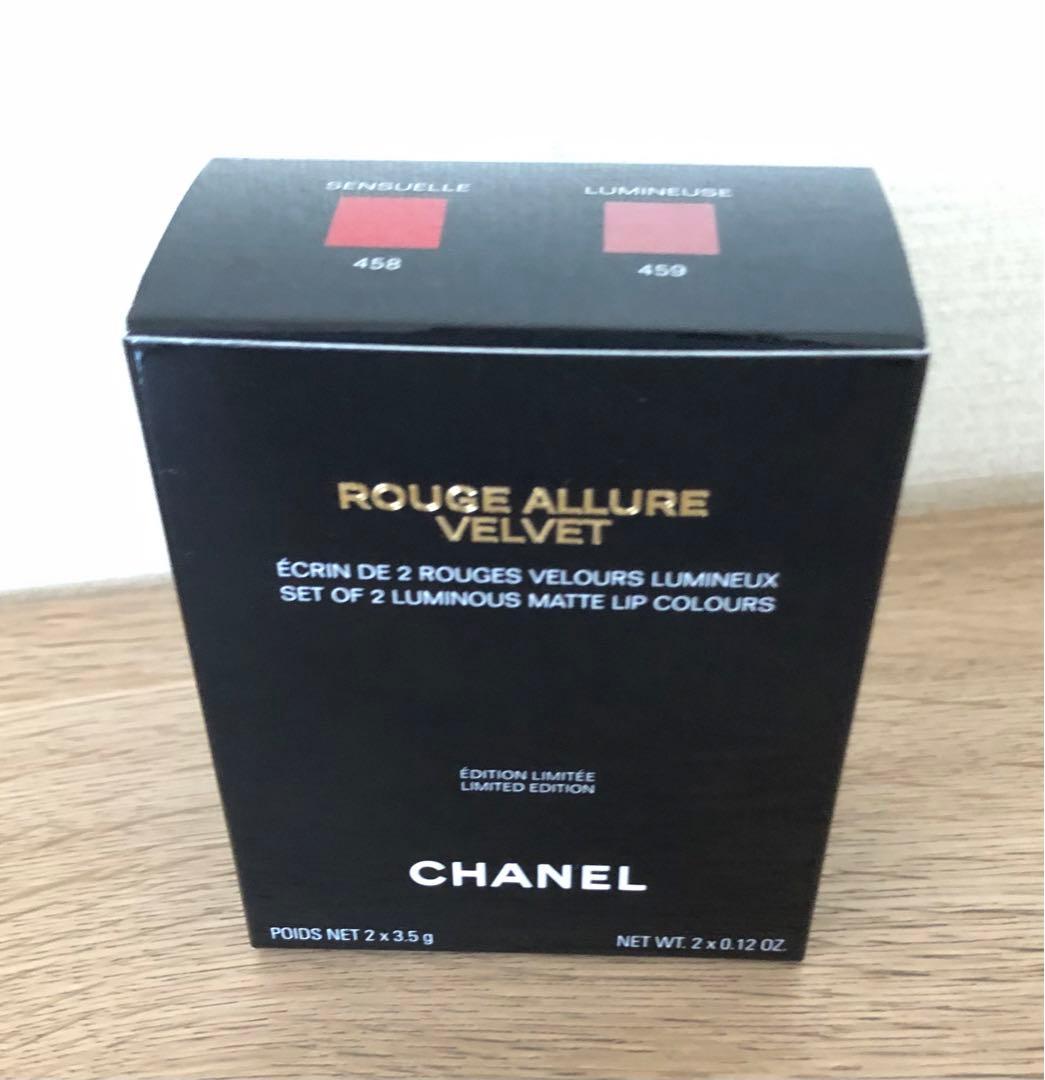 SENSUELLE LUMINEUSE
458 459
ROUGE ALLURE
VELVET
ÉCRIN DE 2 ROUGES VELOURS LUMINEUX
SET OF 2 LUMINOUS MATTE LIP COLOURS
ÉDITION LIMITÉE
LIMITED EDITION
CHANEL
POIDS NET 2 x 3.5 g NET WT. 2 x 0.12 OZ.